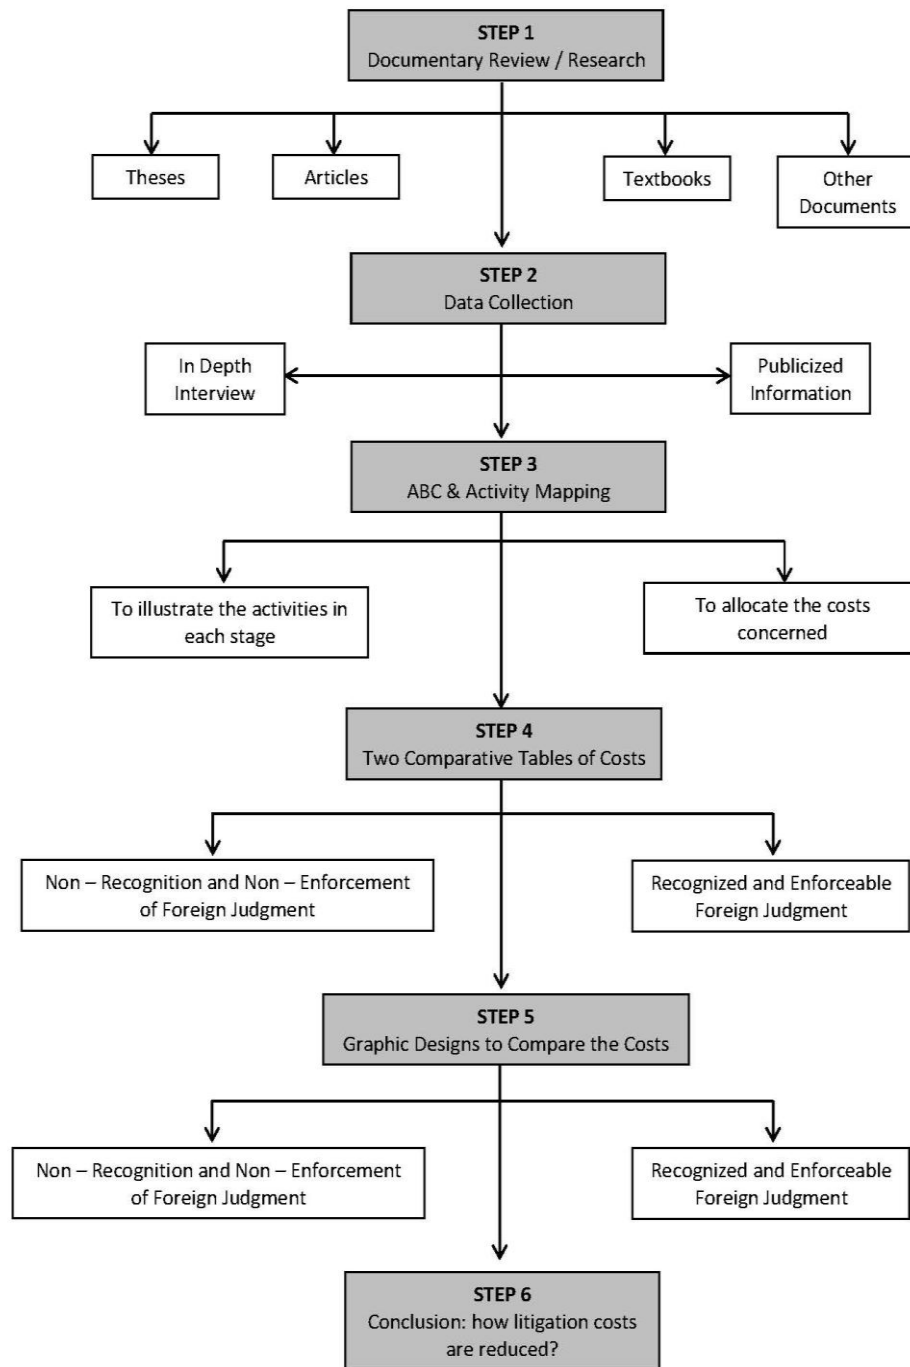 STEP 1
Documentary Review / Research
Theses
Articles
Textbooks
Other
Documents
STEP 2
Data Collection
In Depth
Interview
Publicized
Information
STEP 3
ABC & Activity Mapping
To illustrate the activities in
each stage
To allocate the costs
concerned
STEP 4
Two Comparative Tables of Costs
Non – Recognition and Non – Enforcement
of Foreign Judgment
Recognized and Enforceable
Foreign Judgment
STEP 5
Graphic Designs to Compare the Costs
Non – Recognition and Non – Enforcement
of Foreign Judgment
Recognized and Enforceable
Foreign Judgment
STEP 6
Conclusion: how litigation costs
are reduced?